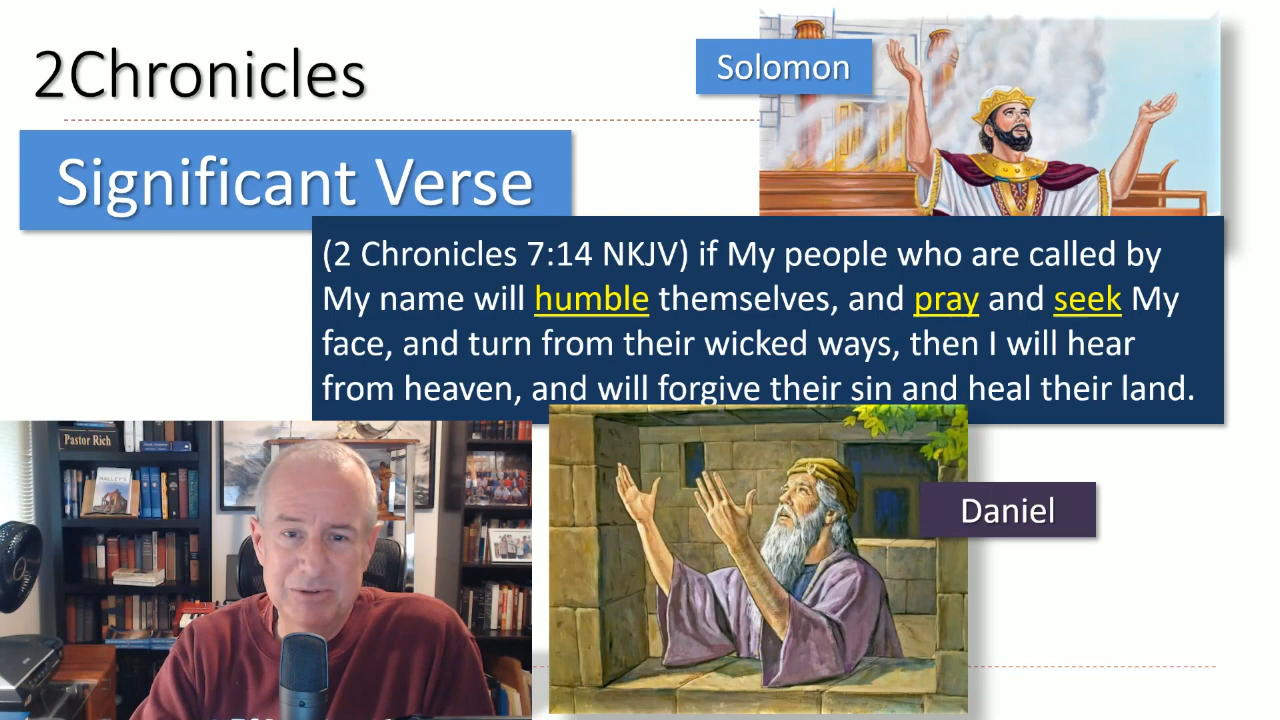 2Chronicles
Solomon
Significant Verse
(2 Chronicles 7:14 NKJV) if My people who are called by
My name will humble themselves, and pray and seek My
face, and turn from their wicked ways, then I will hear
from heaven, and will forgive their sin and heal their land.
Pastor Rich
HALLEY'S
Daniel